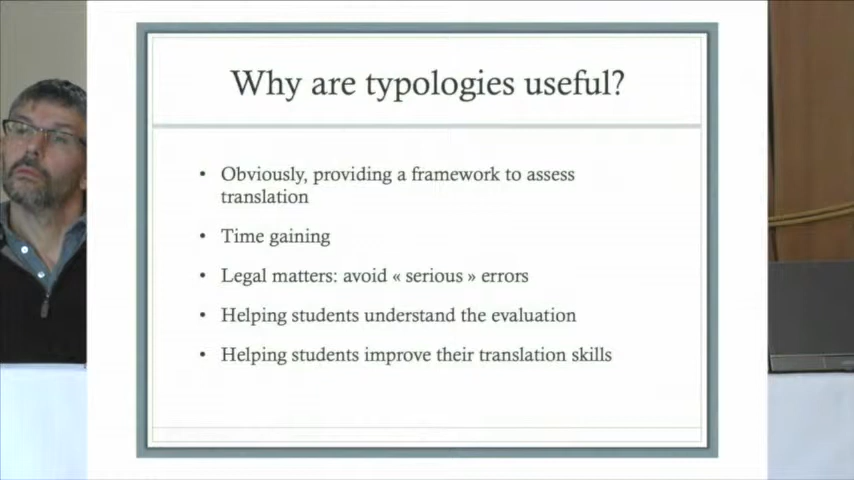 Why are typologies useful?
• Obviously, providing a framework to assess
translation
• Time gaining
• Legal matters: avoid « serious » errors
• Helping students understand the evaluation
• Helping students improve their translation skills